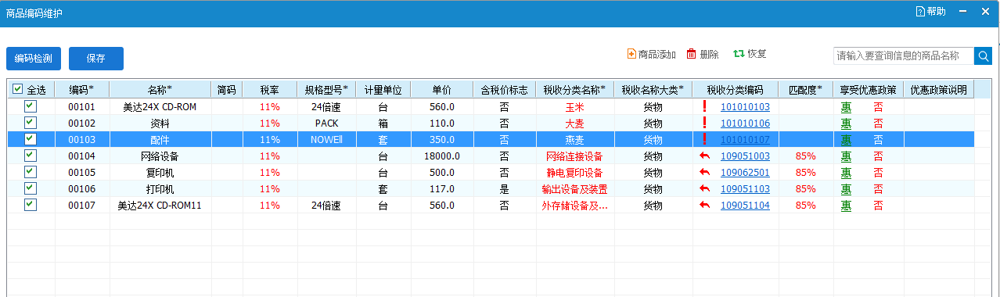 商品编码维护 帮助
编码检测 保存 商品添加 删除 恢复 请输入要查询信息的商品名称
全选 编码* 名称* 简码 税率 规格型号* 计量单位 单价 含税价标志 税收分类名称* 税收名称大类* 税收分类编码 匹配度* 享受优惠政策 优惠政策说明
00101 美达24X CD-ROM 11% 24倍速 台 560.0 否 玉米 货物 101010103 惠 否
00102 资料 11% PACK 箱 110.0 否 大麦 货物 101010106 惠 否
00103 配件 11% NOWEll 套 350.0 否 燕麦 货物 101010107 惠 否
00104 网络设备 11% 台 18000.0 否 网络连接设备 货物 109051003 85% 惠 否
00105 复印机 11% 台 500.0 否 静电复印设备 货物 109062501 85% 惠 否
00106 打印机 11% 套 117.0 是 输出设备及装置 货物 109051103 85% 惠 否
00107 美达24X CD-ROM11 11% 24倍速 台 560.0 否 外存储设备及... 货物 109051104 85% 惠 否